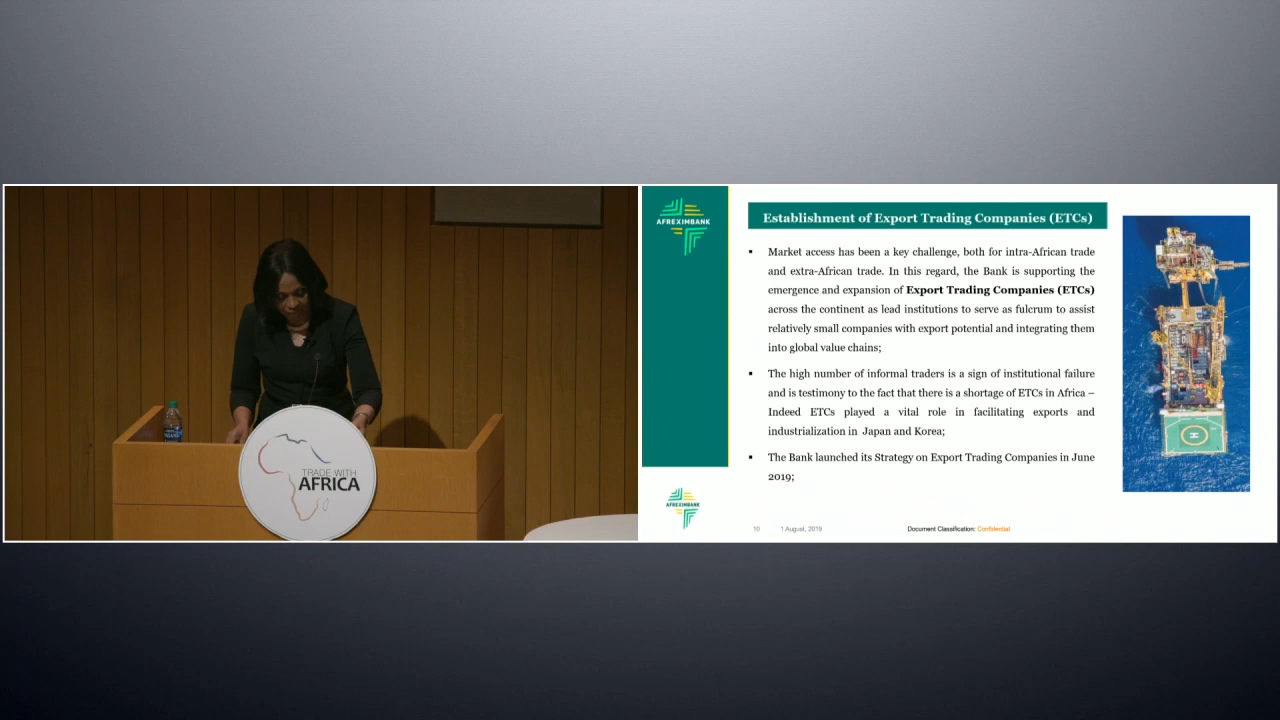 TRADE WITH
AFRICA
AFREXIMBANK
Establishment of Export Trading Companies (ETCs)
▪ Market access has been a key challenge, both for intra-African trade
and extra-African trade. In this regard, the Bank is supporting the
emergence and expansion of Export Trading Companies (ETCs)
across the continent as lead institutions to serve as fulcrum to assist
relatively small companies with export potential and integrating them
into global value chains;
▪ The high number of informal traders is a sign of institutional failure
and is testimony to the fact that there is a shortage of ETCs in Africa –
Indeed ETCs played a vital role in facilitating exports and
industrialization in Japan and Korea;
▪ The Bank launched its Strategy on Export Trading Companies in June
2019;
H
AFREXIMBANK
10 1 August, 2019 Document Classification: Confidential